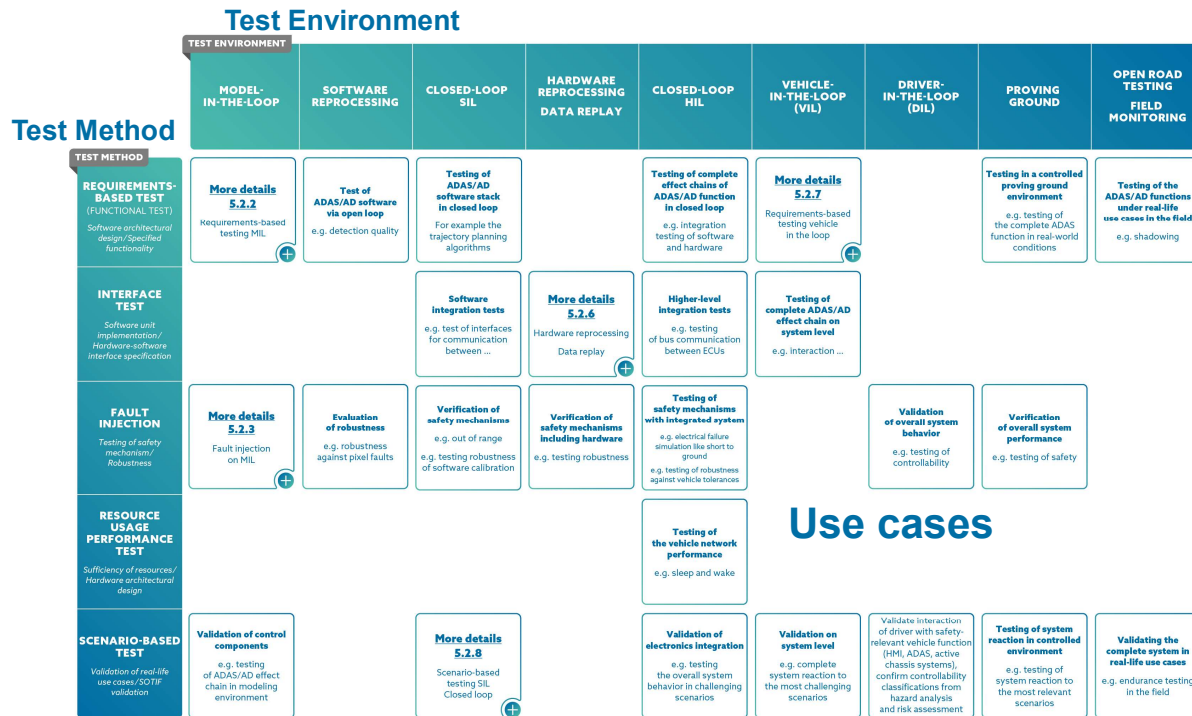 Test Environment
TEST ENVIRONMENT
MODEL-
IN-THE-LOOP
SOFTWARE
REPROCESSING
CLOSED-LOOP
SIL
HARDWARE
REPROCESSING
DATA REPLAY
CLOSED-LOOP
HIL
VEHICLE-
IN-THE-LOOP
(VIL)
DRIVER-
IN-THE-LOOP
(DIL)
PROVING
GROUND
OPEN ROAD
TESTING
FIELD
MONITORING
Test Method
TEST METHOD
REQUIREMENTS-
BASED TEST
(FUNCTIONAL TEST)
Software architectural
design/Specified
functionality
More details
5.2.2
Requirements-based
testing MIL
Test of
ADAS/AD software
via open loop
e.g. detection quality
Testing of
ADAS/AD
software stack
in closed loop
For example the
trajectory planning
algorithms
Testing of complete
effect chains of
ADAS/AD function
in closed loop
e.g. integration
testing of software
and hardware
More details
5.2.7
Requirements-based
testing vehicle
in the loop
Testing in a controlled
proving ground
environment
e.g. testing of
the complete ADAS
function in real-world
conditions
Testing of the
ADAS/AD functions
under real-life
use cases in the field
e.g. shadowing
INTERFACE
TEST
Software unit
implementation/
Hardware-software
interface specification
Software
integration tests
e.g. test of interfaces
for communication
between ...
More details
5.2.6
Hardware reprocessing
Data replay
Higher-level
integration tests
e.g. testing
of bus communication
between ECUs
Testing of
complete ADAS/AD
effect chain on
system level
e.g. interaction ...
FAULT
INJECTION
Testing of safety
mechanism/
Robustness
More details
5.2.3
Fault injection
on MIL
Evaluation
of robustness
e.g. robustness
against pixel faults
Verification of
safety mechanisms
e.g. out of range
e.g. testing robustness
of software calibration
Verification of
safety mechanisms
including hardware
e.g. testing robustness
Testing of
safety mechanisms
with integrated system
e.g. electrical failure
simulation like short to
ground
e.g. testing of robustness
against vehicle tolerances
Validation
of overall system
behavior
e.g. testing of
controllability
Verification
of overall system
performance
e.g. testing of safety
RESOURCE
USAGE
PERFORMANCE
TEST
Sufficiency of resources/
Hardware architectural
design
Testing of
the vehicle network
performance
e.g. sleep and wake
Use cases
SCENARIO-BASED
TEST
Validation of real-life
use cases/SOTIF
validation
Validation of control
components
e.g. testing
of ADAS/AD effect
chain in modeling
environment
More details
5.2.8
Scenario-based
testing SIL
Closed loop
Validation of
electronics integration
e.g. testing
the overall system
behavior in challenging
scenarios
Validation on
system level
e.g. complete
system reaction to
the most challenging
scenarios
Validate interaction
of driver with safety-
relevant vehicle function
(HMI, ADAS, active
chassis systems),
confirm controllability
classifications from
hazard analysis
and risk assessment
Testing of system
reaction in controlled
environment
e.g. testing of
system reaction to
the most relevant
scenarios
Validating the
complete system in
real-life use cases
e.g. endurance testing
in the field